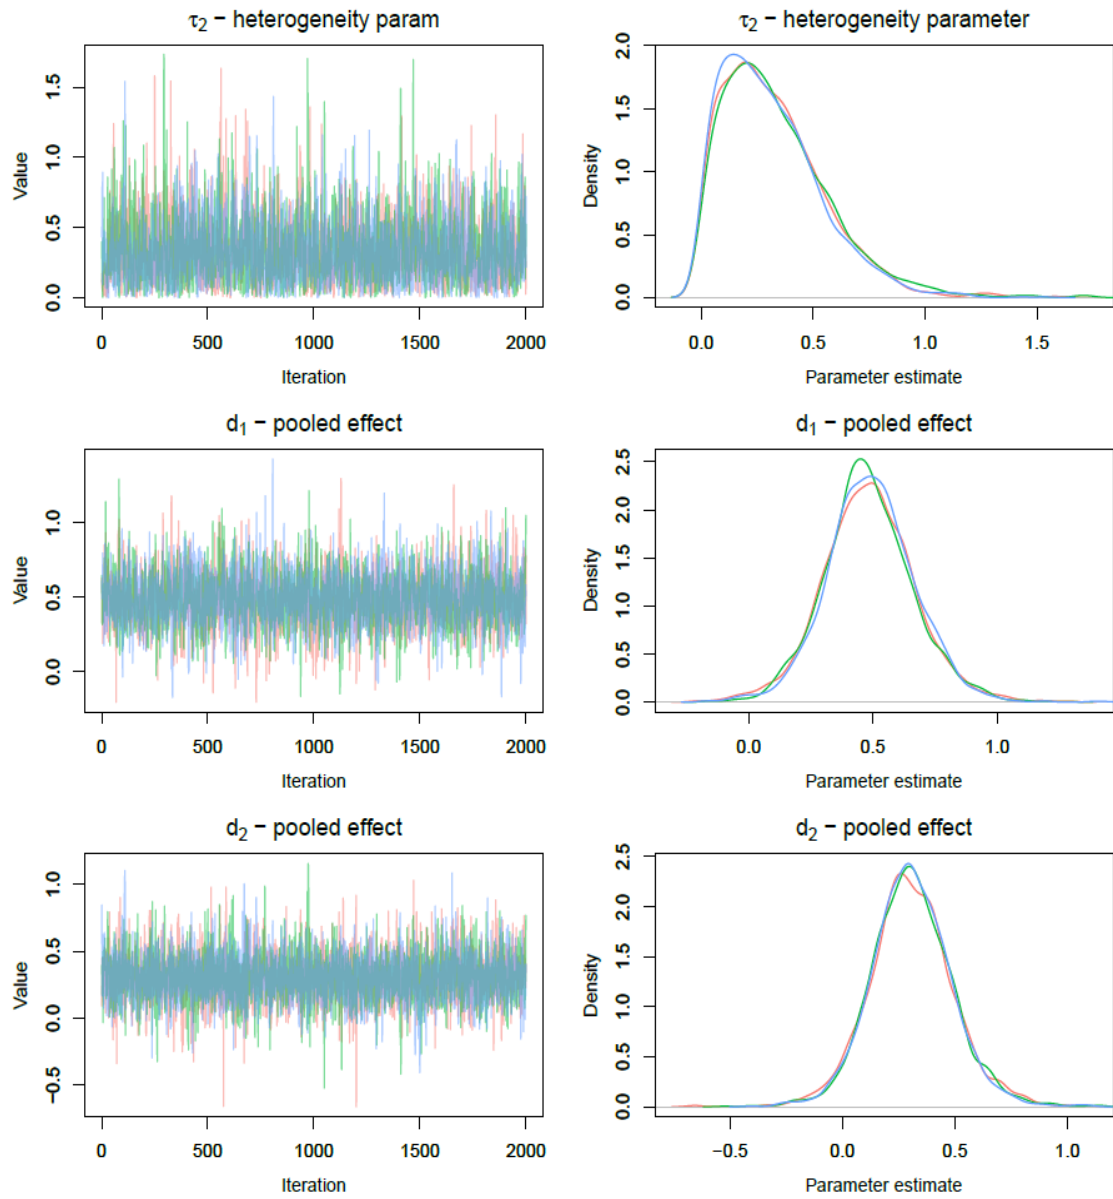 τ₂ − heterogeneity param
Value
0.0 0.5 1.0 1.5
0 500 1000 1500 2000
Iteration
τ₂ − heterogeneity parameter
Density
0.0 0.5 1.0 1.5 2.0
0.0 0.5 1.0 1.5
Parameter estimate
d₁ − pooled effect
Value
0.0 0.5 1.0
0 500 1000 1500 2000
Iteration
d₁ − pooled effect
Density
0.0 0.5 1.0 1.5 2.0 2.5
0.0 0.5 1.0
Parameter estimate
d₂ − pooled effect
Value
−0.5 0.0 0.5 1.0
0 500 1000 1500 2000
Iteration
d₂ − pooled effect
Density
0.0 0.5 1.0 1.5 2.0 2.5
−0.5 0.0 0.5 1.0
Parameter estimate